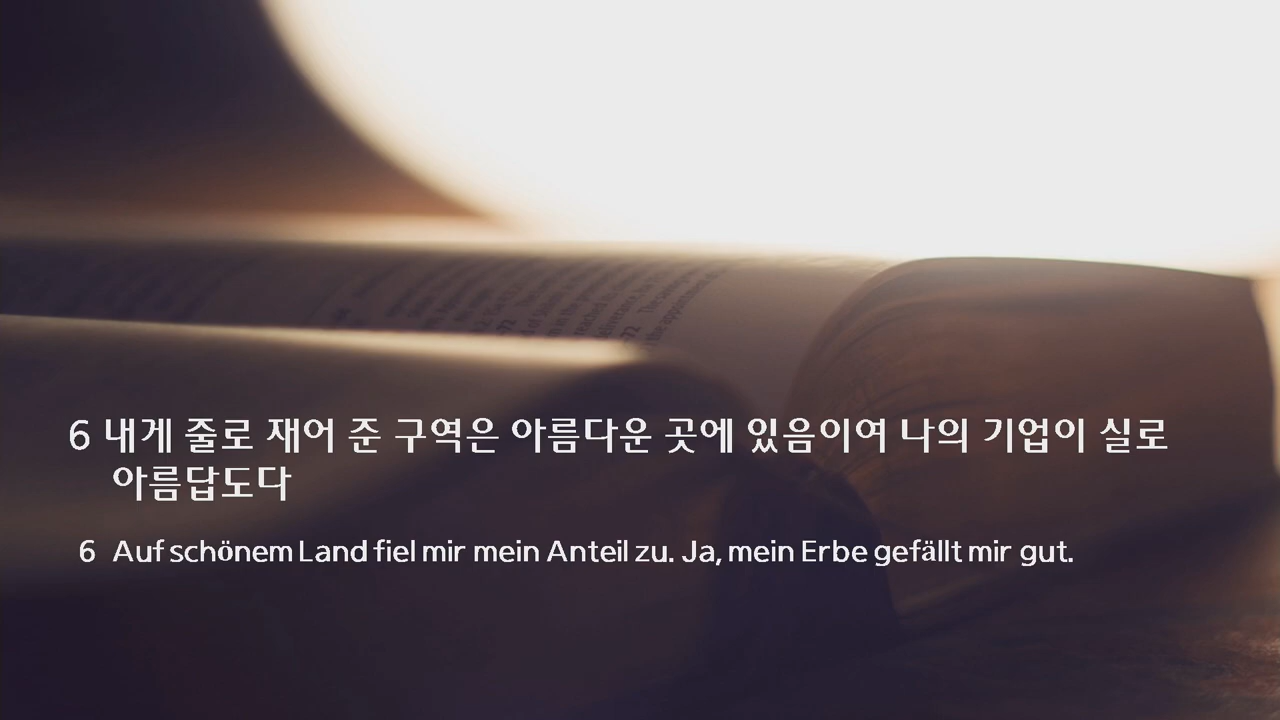 6 내게 줄로 재어 준 구역은 아름다운 곳에 있음이여 나의 기업이 실로
아름답도다
6 Auf schönem Land fiel mir mein Anteil zu. Ja, mein Erbe gefällt mir gut.